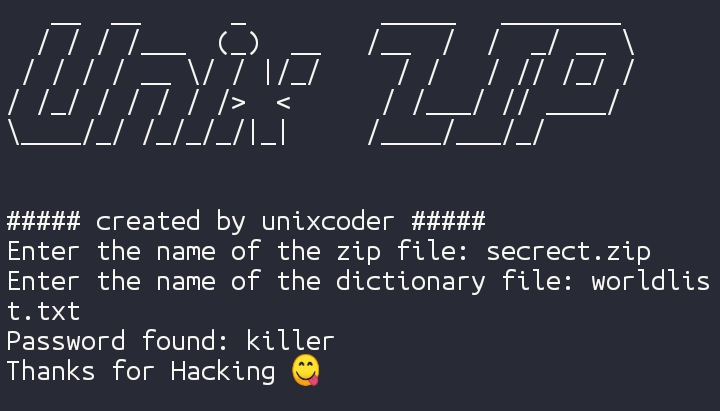 Unix ZIP
##### created by unixcoder #####
Enter the name of the zip file: secrect.zip
Enter the name of the dictionary file: worldlis
t.txt
Password found: killer
Thanks for Hacking 😋